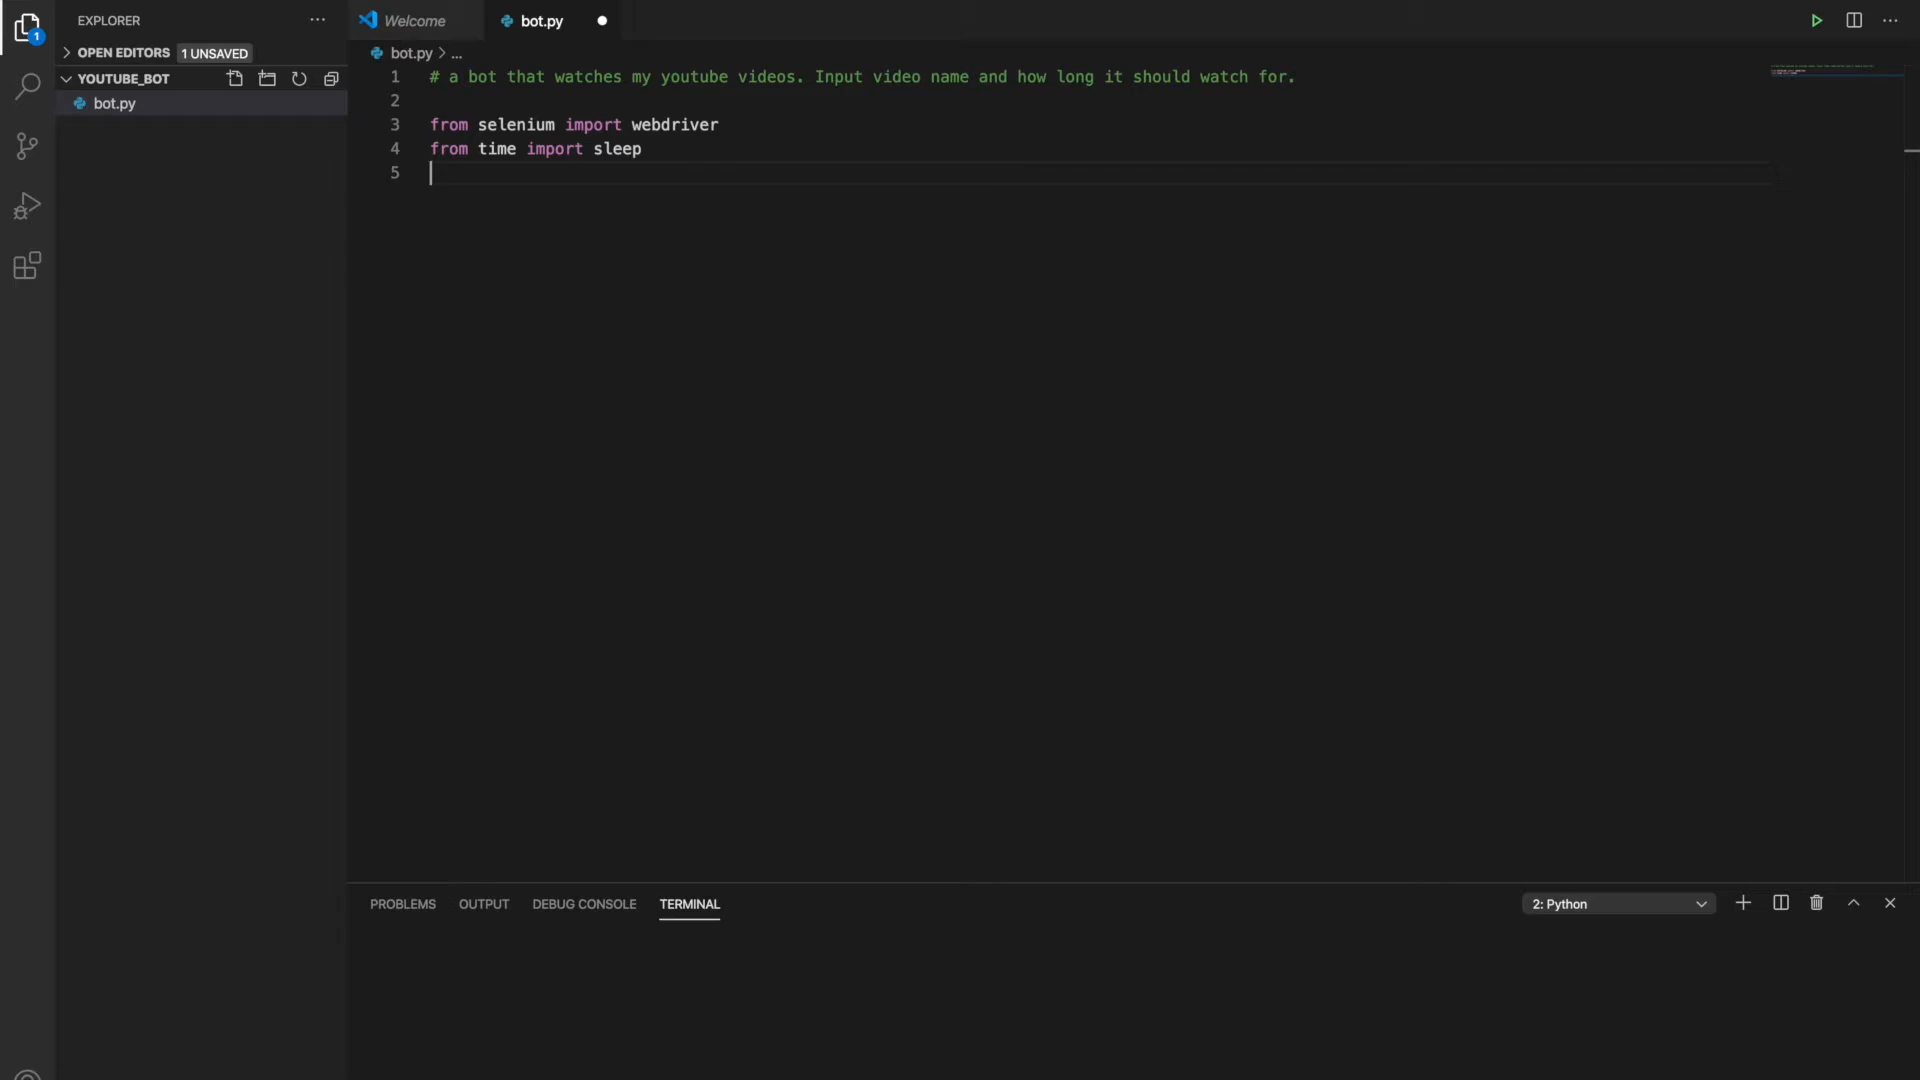 EXPLORER
Welcome
bot.py
1
OPEN EDITORS 1 UNSAVED
YOUTUBE_BOT
bot.py
bot.py > ...
1 # a bot that watches my youtube videos. Input video name and how long it should watch for.
2
3 from selenium import webdriver
4 from time import sleep
5
PROBLEMS OUTPUT DEBUG CONSOLE TERMINAL
2: Python